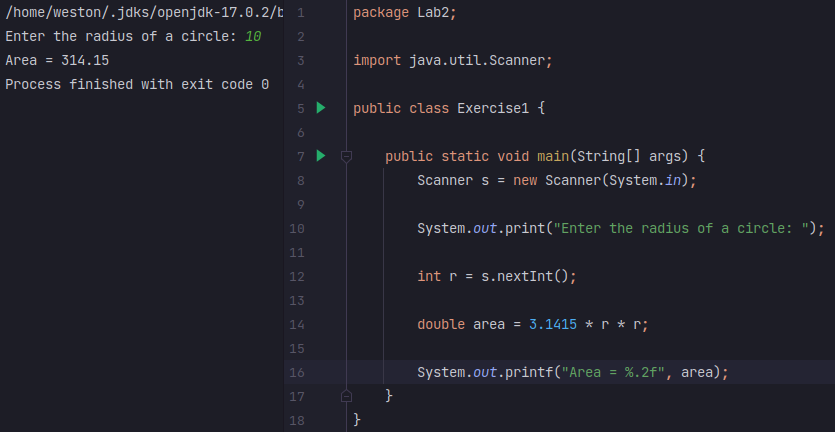 /home/weston/.jdks/openjdk-17.0.2/b
Enter the radius of a circle: 10
Area = 314.15
Process finished with exit code 0
1 package Lab2;
2
3 import java.util.Scanner;
4
5 public class Exercise1 {
6
7     public static void main(String[] args) {
8         Scanner s = new Scanner(System.in);
9
10         System.out.print("Enter the radius of a circle: ");
11
12         int r = s.nextInt();
13
14         double area = 3.1415 * r * r;
15
16         System.out.printf("Area = %.2f", area);
17     }
18 }